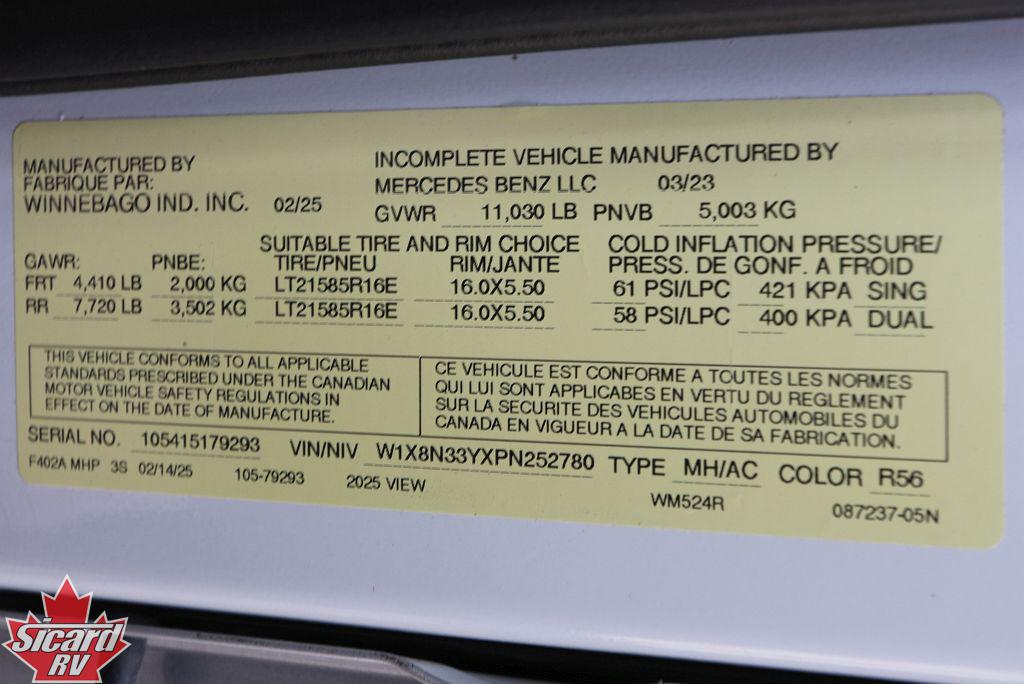 MANUFACTURED BY
FABRIQUE PAR:
WINNEBAGO IND. INC. 02/25
INCOMPLETE VEHICLE MANUFACTURED BY
MERCEDES BENZ LLC 03/23
GVWR 11,030 LB PNVB 5,003 KG
SUITABLE TIRE AND RIM CHOICE COLD INFLATION PRESSURE/
GAWR: PNBE: TIRE/PNEU RIM/JANTE PRESS. DE GONF. A FROID
FRT 4,410 LB 2,000 KG LT21585R16E 16.0X5.50 61 PSI/LPC 421 KPA SING
RR 7,720 LB 3,502 KG LT21585R16E 16.0X5.50 58 PSI/LPC 400 KPA DUAL
THIS VEHICLE CONFORMS TO ALL APPLICABLE
STANDARDS PRESCRIBED UNDER THE CANADIAN
MOTOR VEHICLE SAFETY REGULATIONS IN
EFFECT ON THE DATE OF MANUFACTURE.
CE VEHICULE EST CONFORME A TOUTES LES NORMES
QUI LUI SONT APPLICABES EN VERTU DU REGLEMENT
SUR LA SECURITE DES VEHICULES AUTOMOBILES DU
CANADA EN VIGUEUR A LA DATE DE SA FABRICATION.
SERIAL NO. 105415179293 VIN/NIV W1X8N33YXPN252780 TYPE MH/AC COLOR R56
F402A MHP 3S 02/14/25 105-79293 2025 VIEW WM524R 087237-05N
Sicard
RV